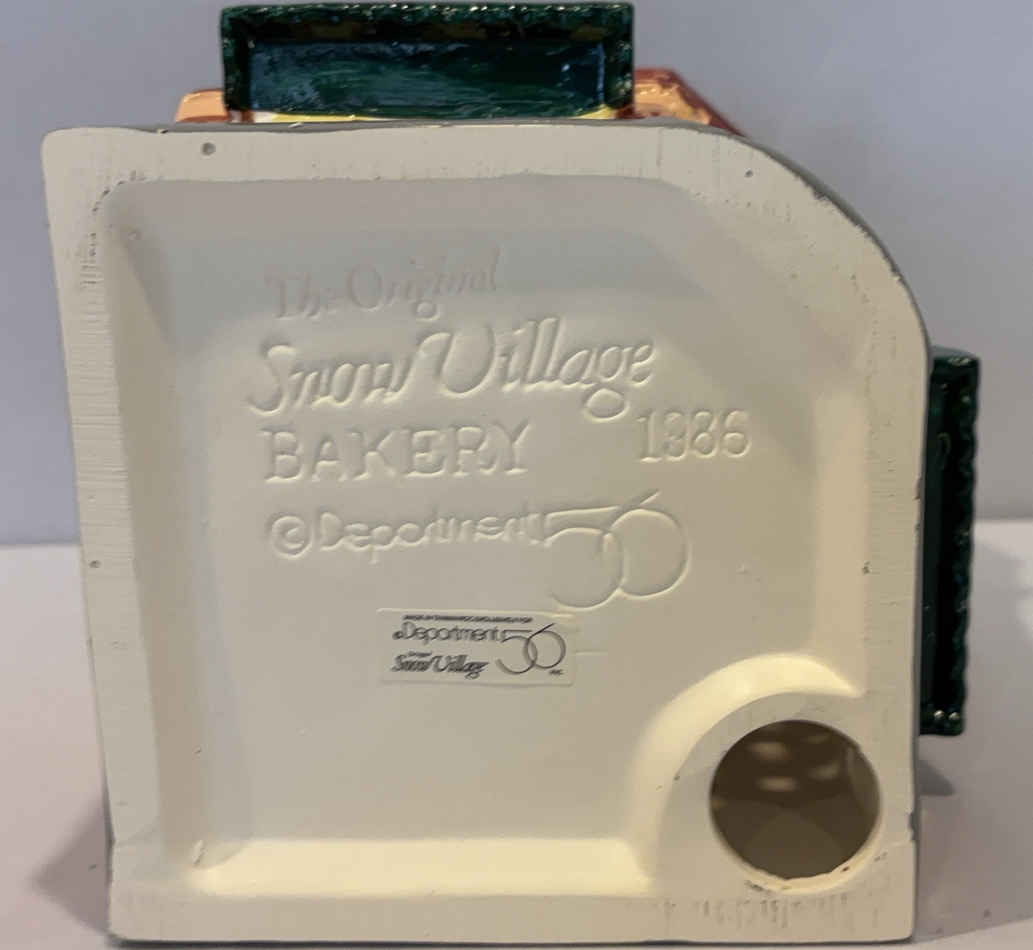 The Original
Snow Village
BAKERY 1986
©Department 56
©Department 56
Snow Village